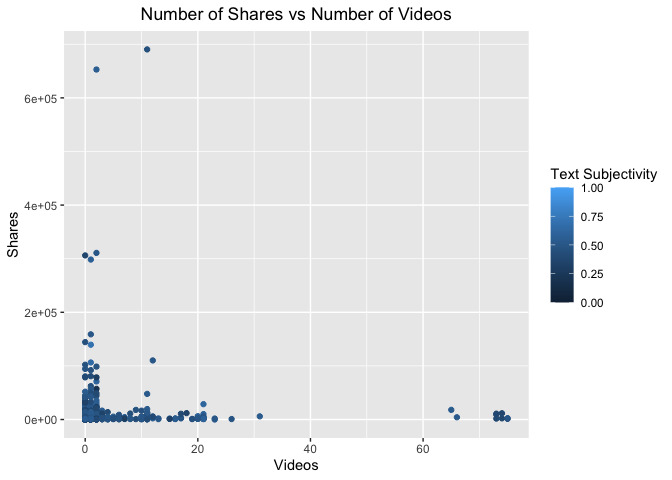 Number of Shares vs Number of Videos
6e+05
4e+05
2e+05
0e+00
Shares
0
20
40
60
Videos
Text Subjectivity
1.00
0.75
0.50
0.25
0.00